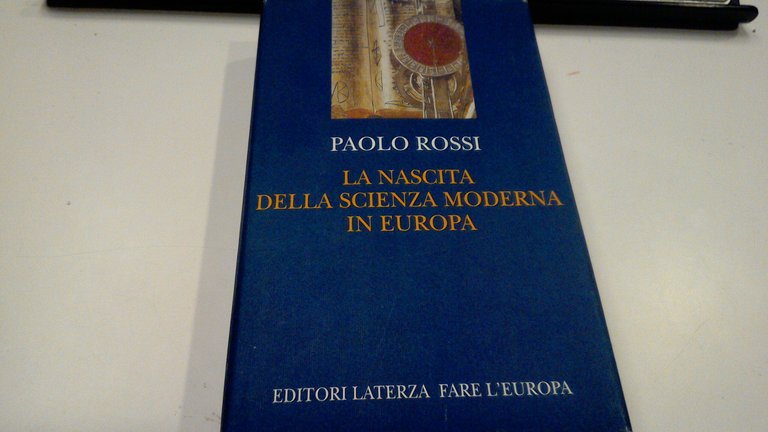 PAOLO ROSSI
LA NASCITA
DELLA SCIENZA MODERNA
IN EUROPA
EDITORI LATERZA FARE L'EUROPA